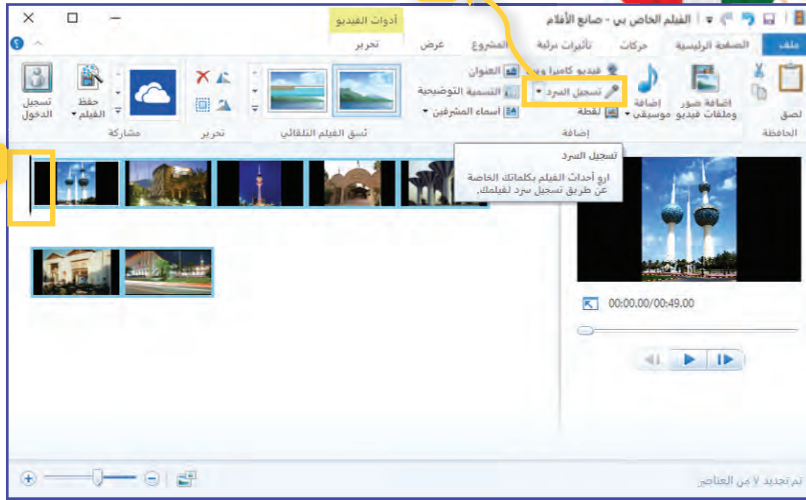 الفيلم الخاص بي - صانع الأفلام
أدوات الفيديو
ملف
الصفحة الرئيسية
حركات
تأثيرات مرئية
المشروع
عرض
تحرير
لصق
الحافظة
إضافة صور
وملفات فيديو
إضافة
موسيقى
فيديو كاميرا ويب
تسجيل السرد
لقطة
العنوان
التسمية التوضيحية
أسماء المشرفين
إضافة
نسق الفيلم التلقائي
تحرير
مشاركة
حفظ
الفيلم
تسجيل
الدخول
تسجيل السرد
ارو أحداث الفيلم بكلماتك الخاصة
عن طريق تسجيل سرد لفيلمك.
00:00.00/00:49.00
تم تحديد ٧ من العناصر